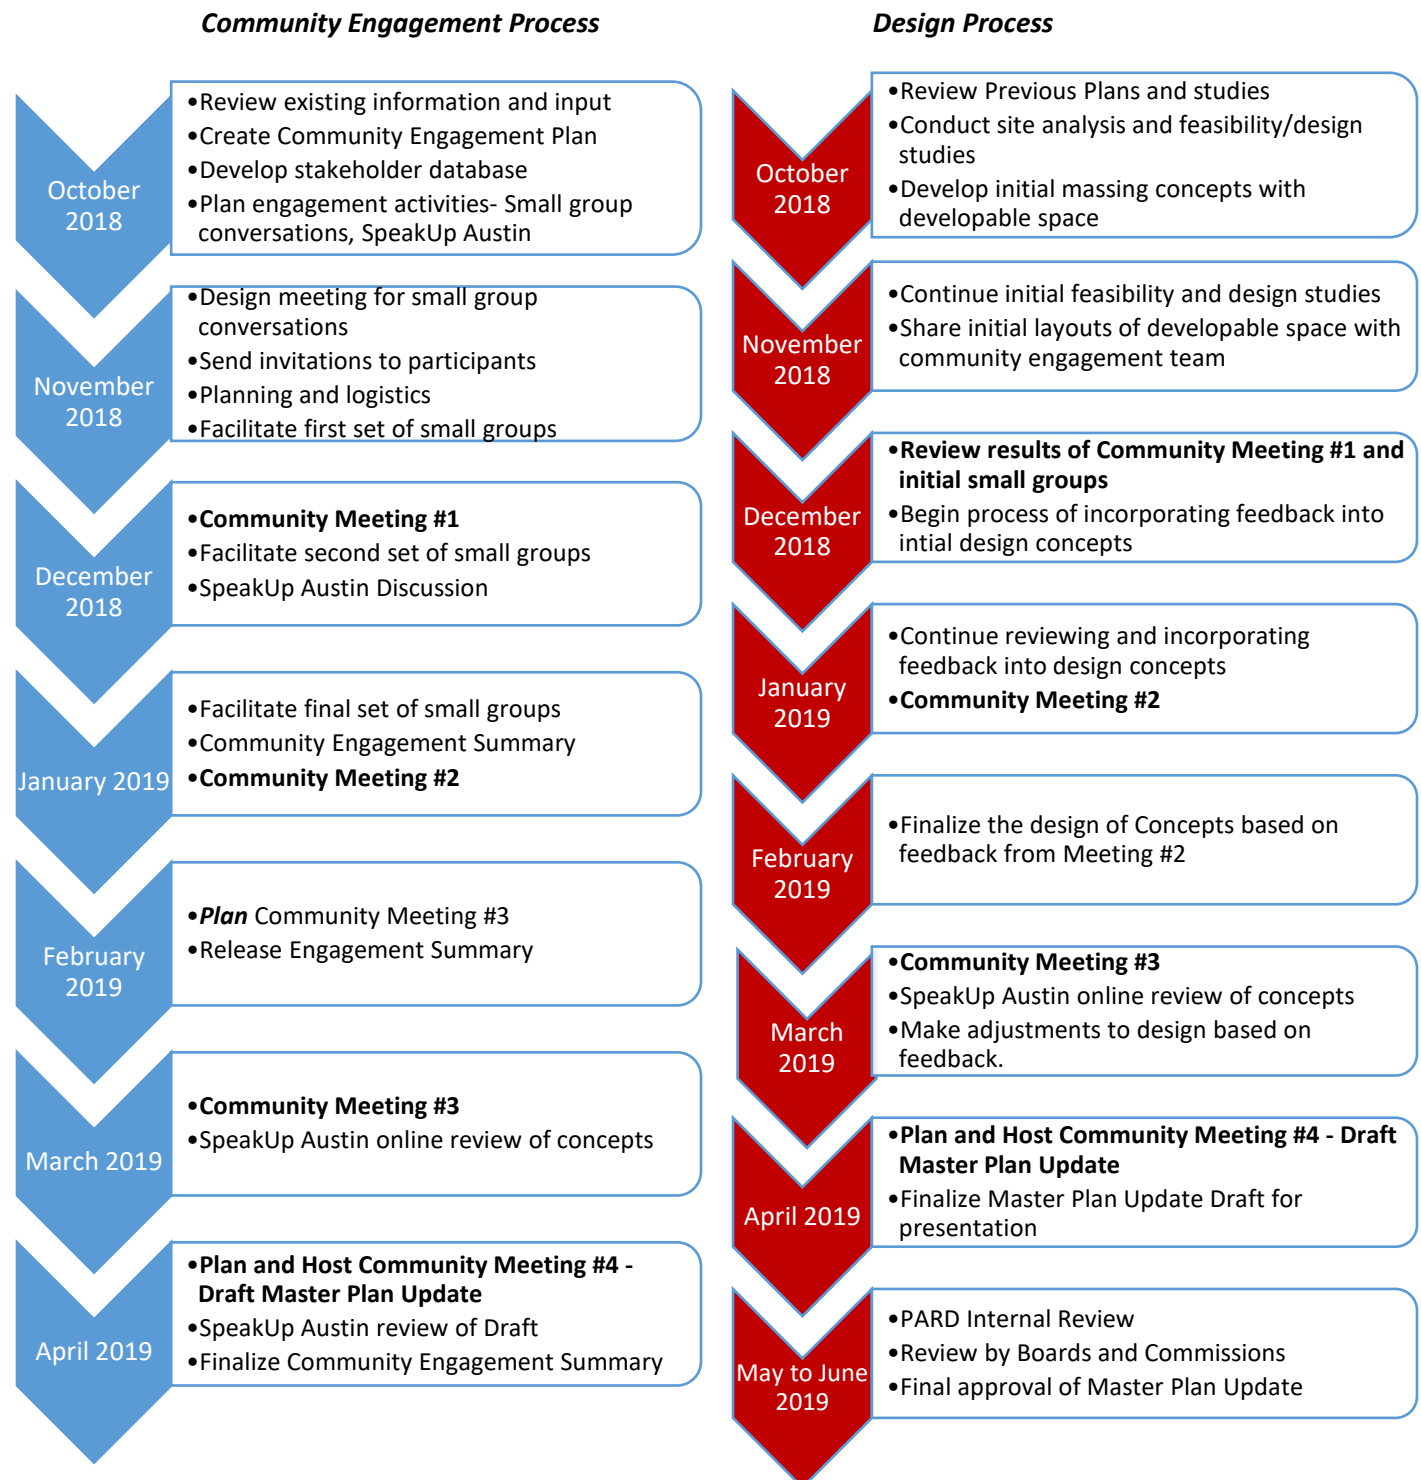 Community Engagement Process
October
2018
•Review existing information and input
•Create Community Engagement Plan
•Develop stakeholder database
•Plan engagement activities- Small group
conversations, SpeakUp Austin
November
2018
•Design meeting for small group
conversations
•Send invitations to participants
•Planning and logistics
•Facilitate first set of small groups
December
2018
•Community Meeting #1
•Facilitate second set of small groups
•SpeakUp Austin Discussion
January 2019
•Facilitate final set of small groups
•Community Engagement Summary
•Community Meeting #2
February
2019
•Plan Community Meeting #3
•Release Engagement Summary
March 2019
•Community Meeting #3
•SpeakUp Austin online review of concepts
April 2019
•Plan and Host Community Meeting #4 -
Draft Master Plan Update
•SpeakUp Austin review of Draft
•Finalize Community Engagement Summary
Design Process
October
2018
•Review Previous Plans and studies
•Conduct site analysis and feasibility/design
studies
•Develop initial massing concepts with
developable space
November
2018
•Continue initial feasibility and design studies
•Share initial layouts of developable space with
community engagement team
December
2018
•Review results of Community Meeting #1 and
initial small groups
•Begin process of incorporating feedback into
intial design concepts
January
2019
•Continue reviewing and incorporating
feedback into design concepts
•Community Meeting #2
February
2019
•Finalize the design of Concepts based on
feedback from Meeting #2
March
2019
•Community Meeting #3
•SpeakUp Austin online review of concepts
•Make adjustments to design based on
feedback.
April 2019
•Plan and Host Community Meeting #4 - Draft
Master Plan Update
•Finalize Master Plan Update Draft for
presentation
May to June
2019
•PARD Internal Review
•Review by Boards and Commissions
•Final approval of Master Plan Update